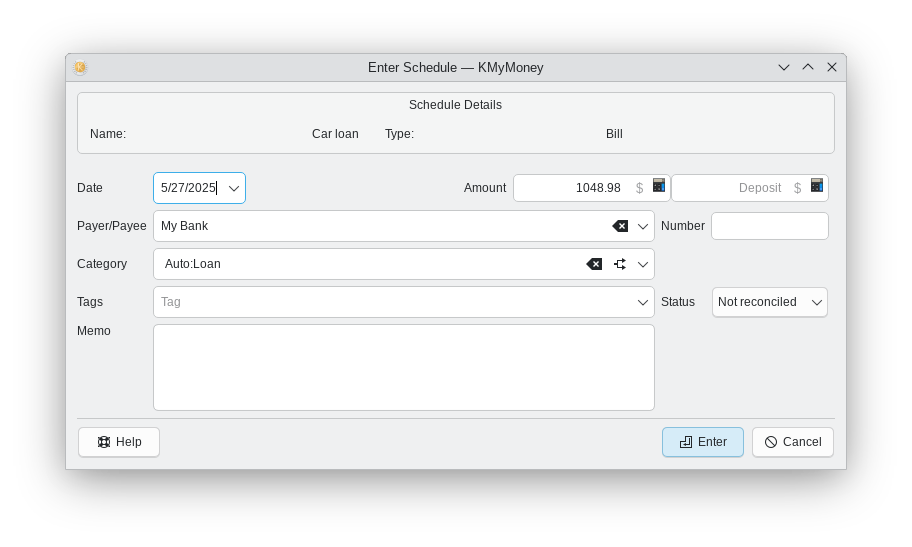 Enter Schedule — KMyMoney
Schedule Details
Name: Car loan Type: Bill
Date 5/27/2025 Amount 1048.98 $ Deposit $
Payer/Payee My Bank Number
Category Auto:Loan
Tags Tag Status Not reconciled
Memo
Help Enter Cancel